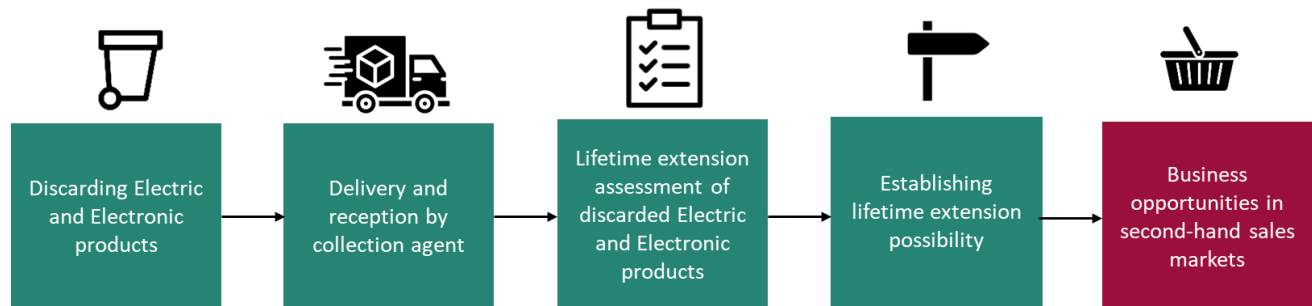 Discarding Electric
and Electronic
products
Delivery and
reception by
collection agent
Lifetime extension
assessment of
discarded Electric
and Electronic
products
Establishing
lifetime extension
possibility
Business
opportunities in
second-hand sales
markets